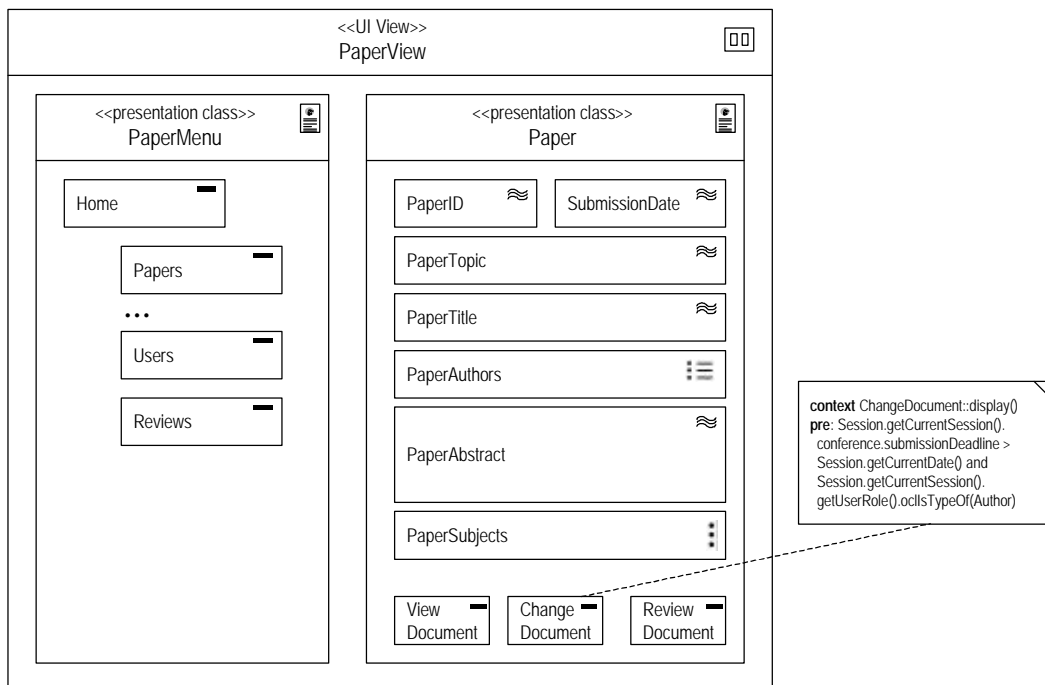 <<UI View>>
PaperView
<<presentation class>>
PaperMenu
Home
Papers
...
Users
Reviews
<<presentation class>>
Paper
PaperID
SubmissionDate
PaperTopic
PaperTitle
PaperAuthors
PaperAbstract
PaperSubjects
View
Document
Change
Document
Review
Document
context ChangeDocument::display()
pre: Session.getCurrentSession().
conference.submissionDeadline >
Session.getCurrentDate() and
Session.getCurrentSession().
getUserRole().oclIsTypeOf(Author)